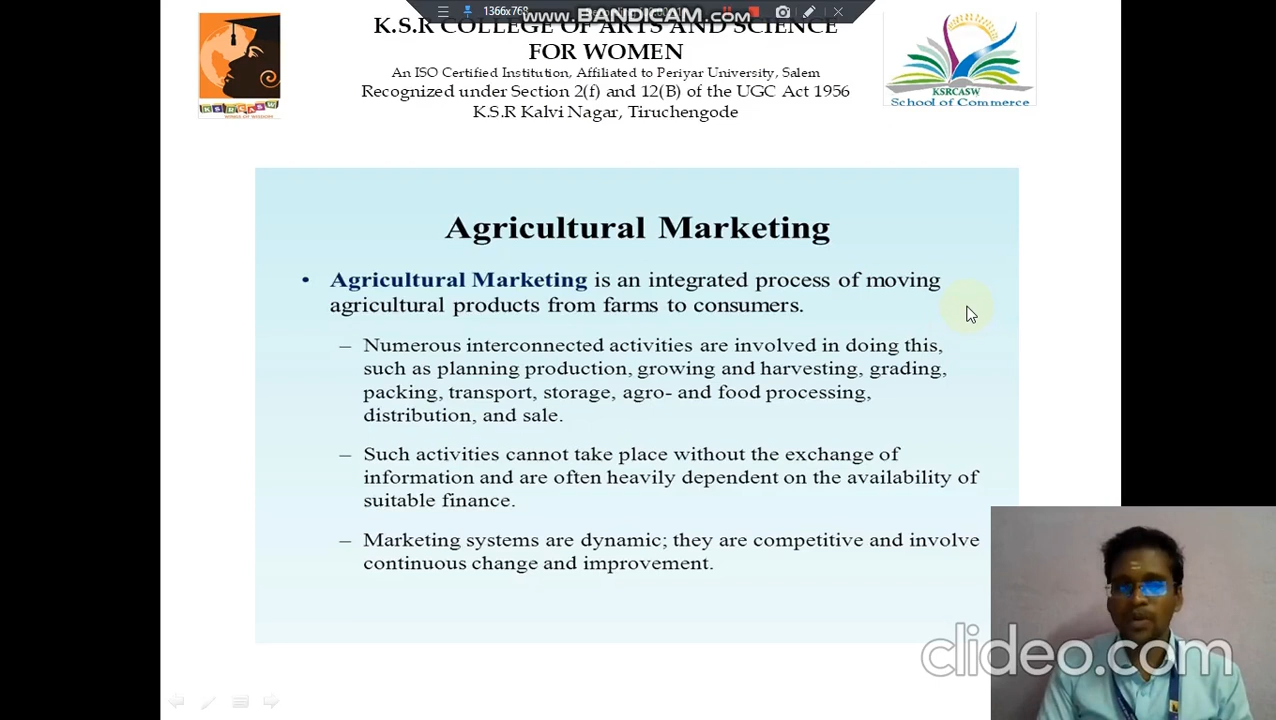 1366x768
www.BANDICAM.com
K.S.R COLLEGE OF ARTS AND SCIENCE
FOR WOMEN
An ISO Certified Institution, Affiliated to Periyar University, Salem
Recognized under Section 2(f) and 12(B) of the UGC Act 1956
K.S.R Kalvi Nagar, Tiruchengode
KSRCASW
WINGS OF WISDOM
KSRCASW
School of Commerce
Agricultural Marketing
• Agricultural Marketing is an integrated process of moving
agricultural products from farms to consumers.
– Numerous interconnected activities are involved in doing this,
such as planning production, growing and harvesting, grading,
packing, transport, storage, agro- and food processing,
distribution, and sale.
– Such activities cannot take place without the exchange of
information and are often heavily dependent on the availability of
suitable finance.
– Marketing systems are dynamic; they are competitive and involve
continuous change and improvement.
clideo.com